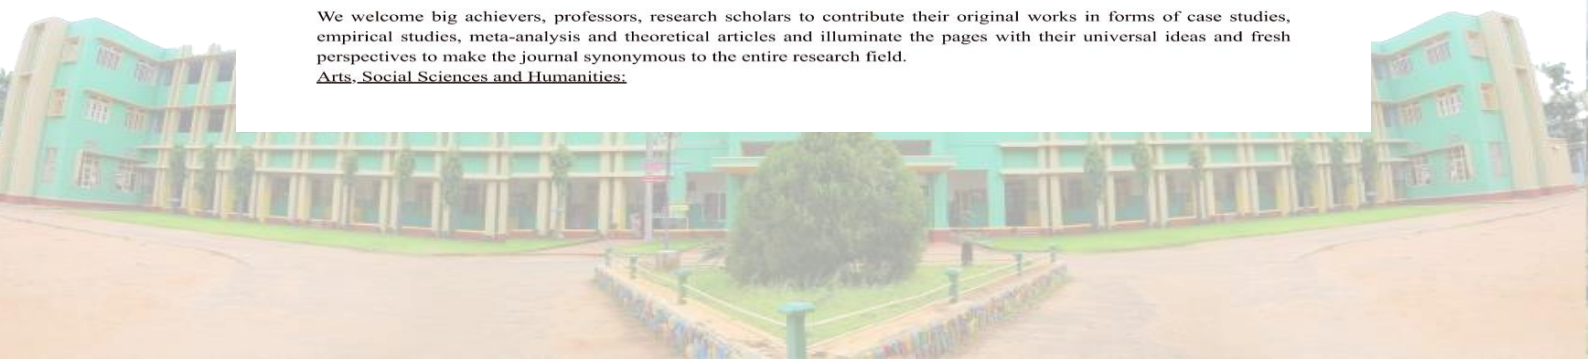 We welcome big achievers, professors, research scholars to contribute their original works in forms of case studies,
empirical studies, meta-analysis and theoretical articles and illuminate the pages with their universal ideas and fresh
perspectives to make the journal synonymous to the entire research field.
Arts, Social Sciences and Humanities: